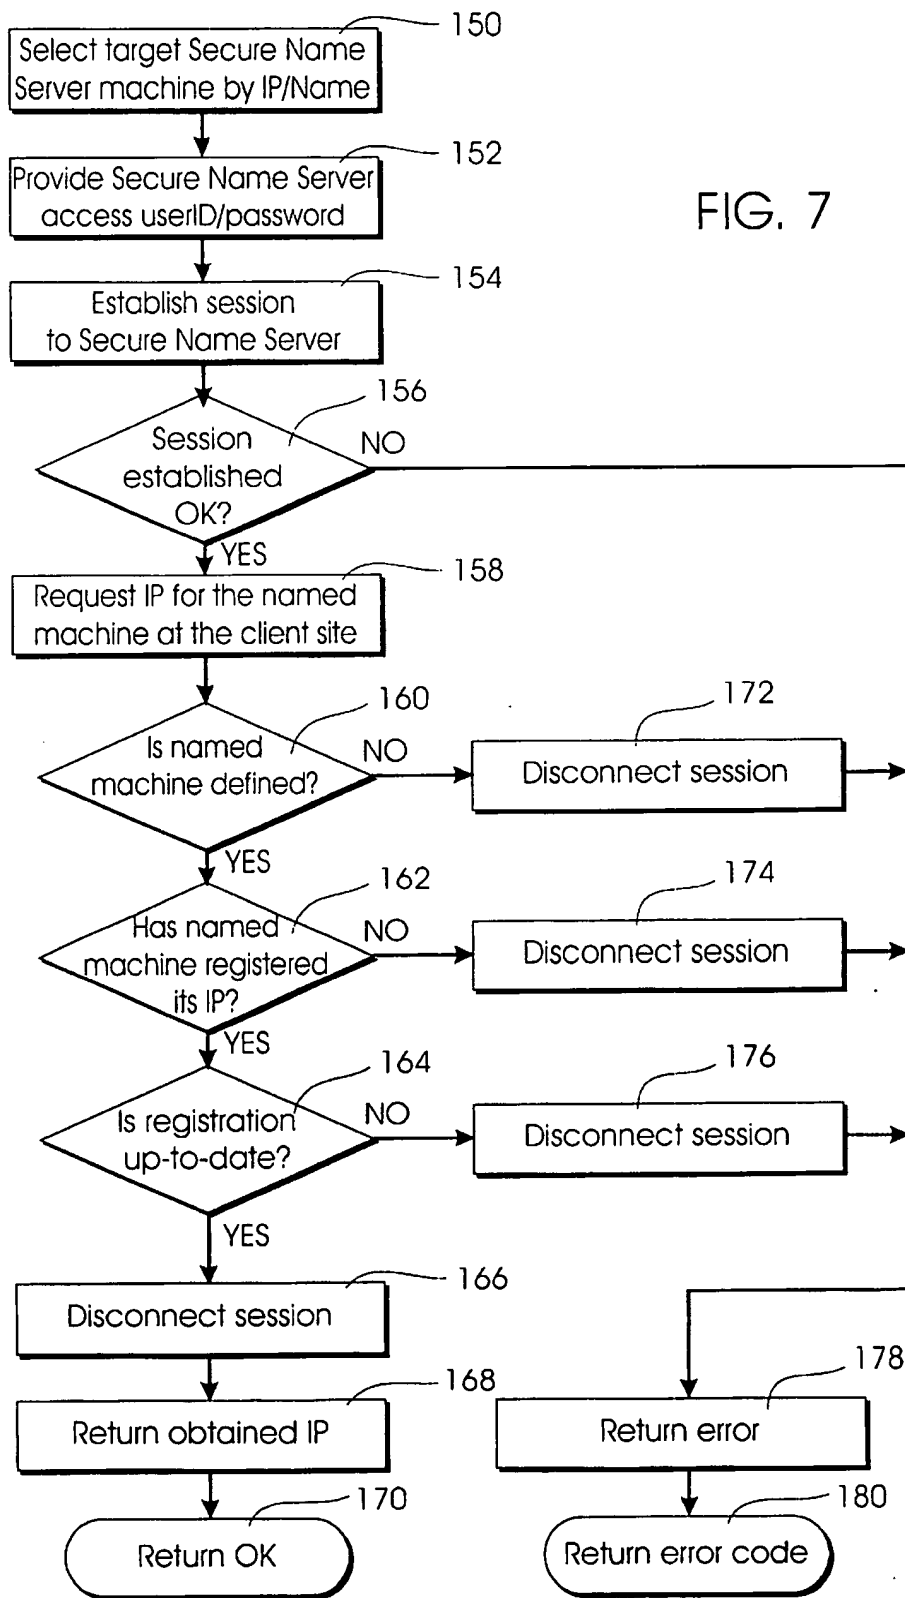 150
Select target Secure Name
Server machine by IP/Name
152
Provide Secure Name Server
access userID/password
FIG. 7
154
Establish session
to Secure Name Server
156
Session
established
OK?
NO
YES
158
Request IP for the named
machine at the client site
160
Is named
machine defined?
NO
172
Disconnect session
YES
162
Has named
machine registered
its IP?
NO
174
Disconnect session
YES
164
Is registration
up-to-date?
NO
176
Disconnect session
YES
166
Disconnect session
168
Return obtained IP
178
Return error
170
Return OK
180
Return error code